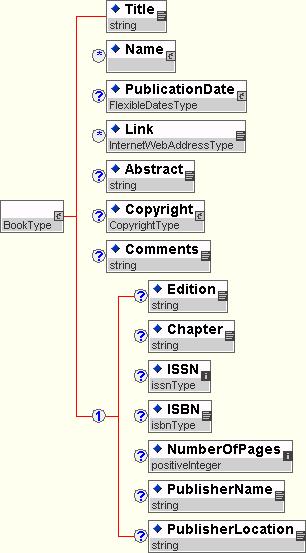 Title
string
*
Name
?
PublicationDate
FlexibleDatesType
*
Link
InternetWebAddressType
?
Abstract
string
BookType
?
Copyright
CopyrightType
?
Comments
string
?
Edition
string
?
Chapter
string
?
ISSN
issnType
1
?
ISBN
isbnType
?
NumberOfPages
positiveInteger
?
PublisherName
string
?
PublisherLocation
string